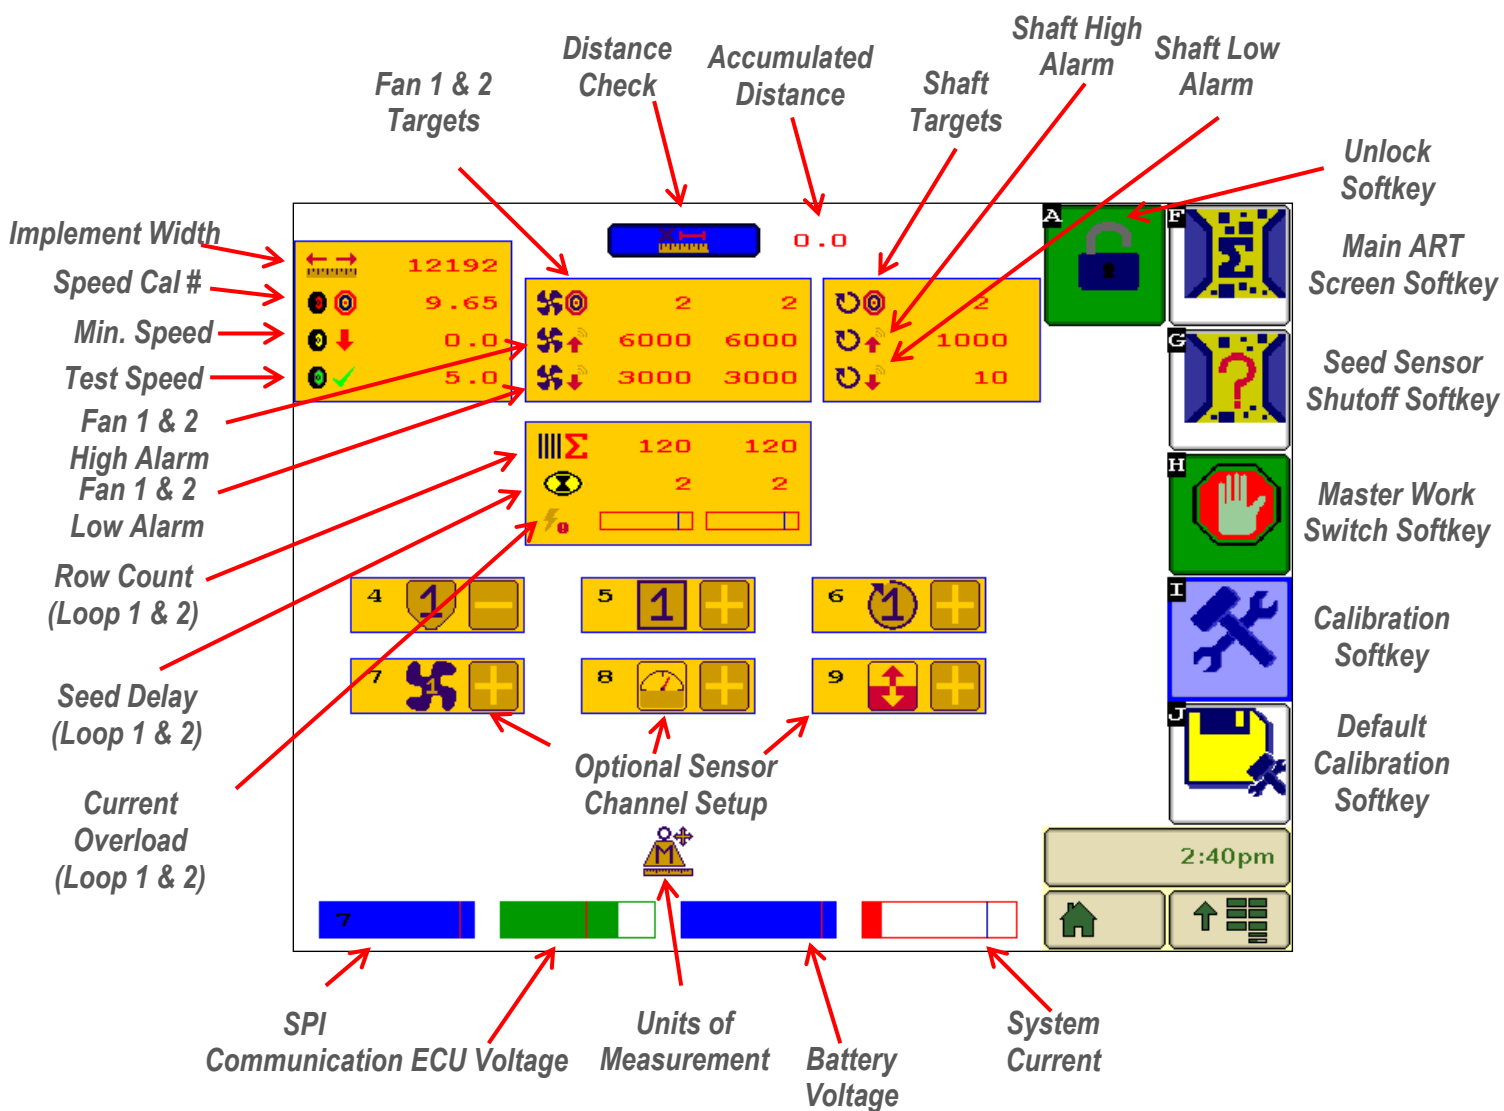 Shaft High
Alarm
Shaft Low
Alarm
Distance
Check
Accumulated
Distance
Fan 1 & 2
Targets
Shaft
Targets
Unlock
Softkey
Implement Width
Speed Cal #
Min. Speed
Test Speed
Fan 1 & 2
High Alarm
Fan 1 & 2
Low Alarm
Row Count
(Loop 1 & 2)
Seed Delay
(Loop 1 & 2)
Current
Overload
(Loop 1 & 2)
0.0
12192
9.65
0.0
5.0
2 2
6000 6000
3000 3000
2
1000
10
120 120
2 2
4 1
5 1
6 1
7 1
8
9
Optional Sensor
Channel Setup
M
7
A
F
G
H
I
J
2:40pm
Main ART
Screen Softkey
Seed Sensor
Shutoff Softkey
Master Work
Switch Softkey
Calibration
Softkey
Default
Calibration
Softkey
SPI
Communication
ECU Voltage
Units of
Measurement
Battery
Voltage
System
Current